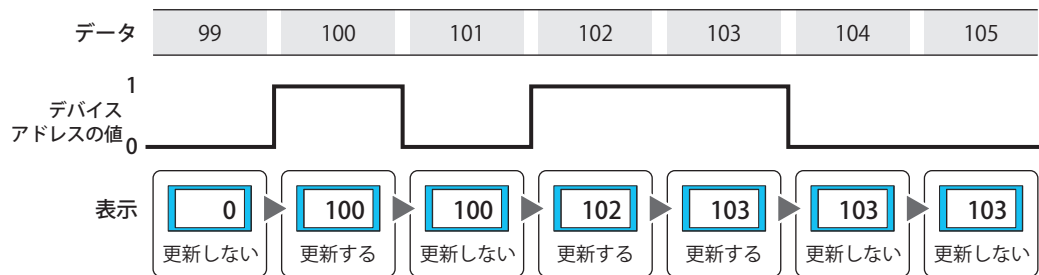 データ 99 100 101 102 103 104 105
1
デバイス
アドレスの値
0
表示 0 100 100 102 103 103 103
更新しない 更新する 更新しない 更新する 更新する 更新しない 更新しない